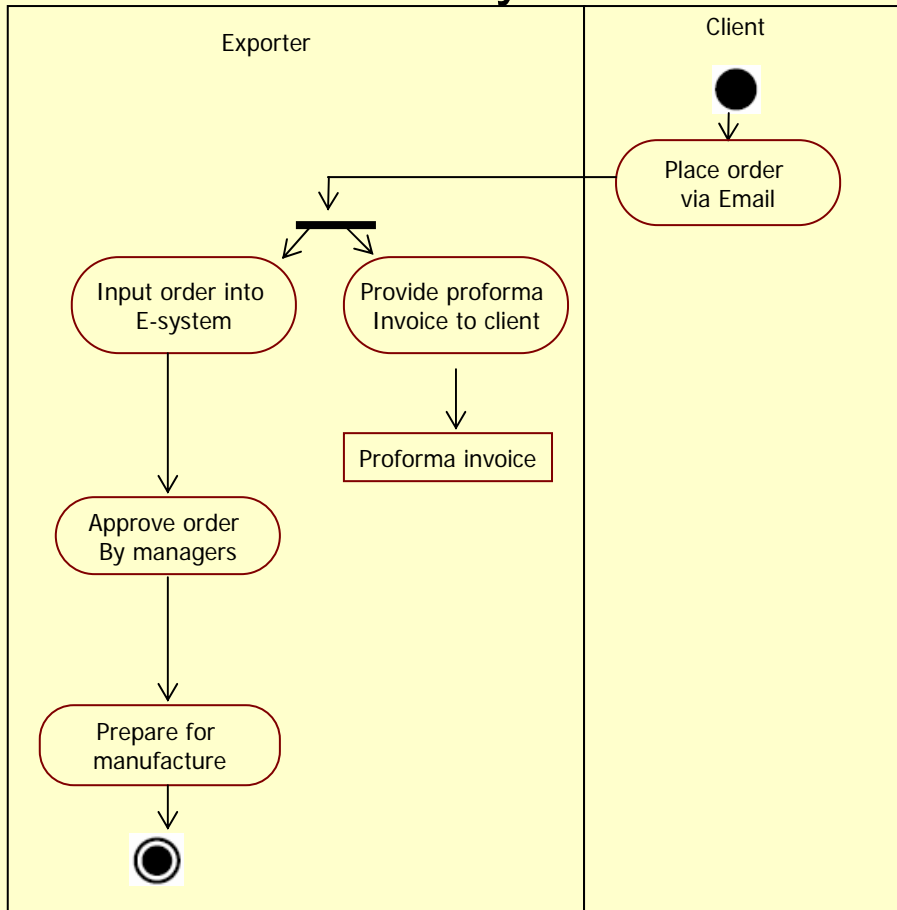 Exporter
Client
Place order
via Email
Input order into
E-system
Provide proforma
Invoice to client
Proforma invoice
Approve order
By managers
Prepare for
manufacture